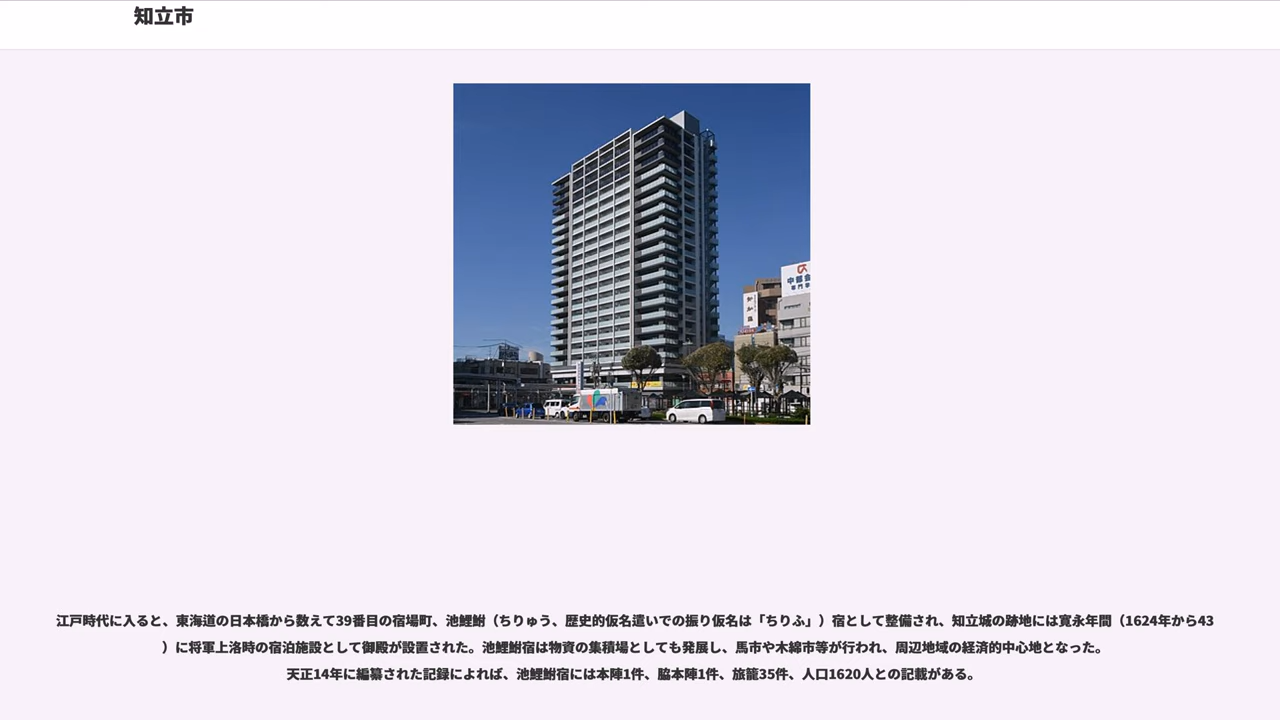 知立市
江戸時代に入ると、東海道の日本橋から数えて39番目の宿場町、池鯉鮒（ちりゅう、歴史的仮名遣いでの振り仮名は「ちりふ」）宿として整備され、知立城の跡地には寛永年間（1624年から43
）に将軍上洛時の宿泊施設として御殿が設置された。池鯉鮒宿は物資の集積場としても発展し、馬市や木綿市等が行われ、周辺地域の経済的中心地となった。
天正14年に編纂された記録によれば、池鯉鮒宿には本陣1件、脇本陣1件、旅籠35件、人口1620人との記載がある。